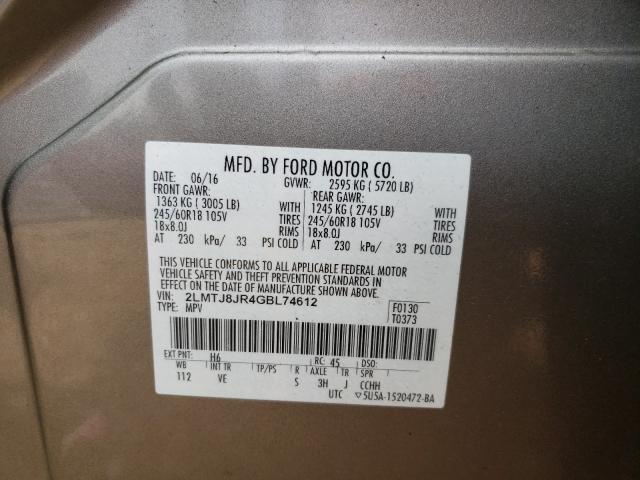 MFD. BY FORD MOTOR CO.
DATE: 06/16 GVWR: 2595 KG ( 5720 LB)
FRONT GAWR: REAR GAWR:
1363 KG ( 3005 LB) WITH 1245 KG ( 2745 LB) WITH
245/60R18 105V TIRES 245/60R18 105V TIRES
18x8.0J RIMS 18x8.0J RIMS
AT 230 kPa/ 33 PSI COLD AT 230 kPa/ 33 PSI COLD
THIS VEHICLE CONFORMS TO ALL APPLICABLE FEDERAL MOTOR
VEHICLE SAFETY AND THEFT PREVENTION STANDARDS IN
EFFECT ON THE DATE OF MANUFACTURE SHOWN ABOVE.
VIN: 2LMTJ8JR4GBL74612 F0130
TYPE: MPV T0373
EXT PNT: H6 RC: 45 DSO:
WB INT TR TP/PS R AXLE TR SPR
112 VE S 3H J CCHH
UTC ▽5U5A-1520472-BA